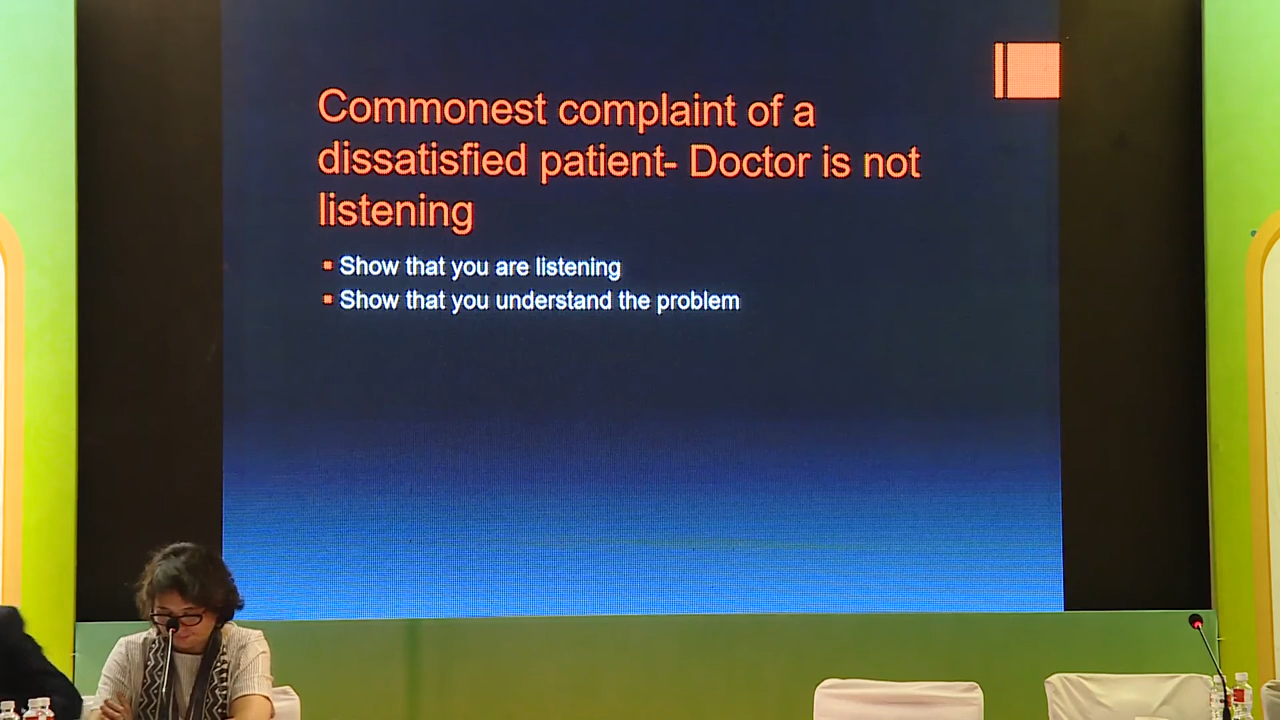 Commonest complaint of a
dissatisfied patient- Doctor is not
listening
Show that you are listening
Show that you understand the problem